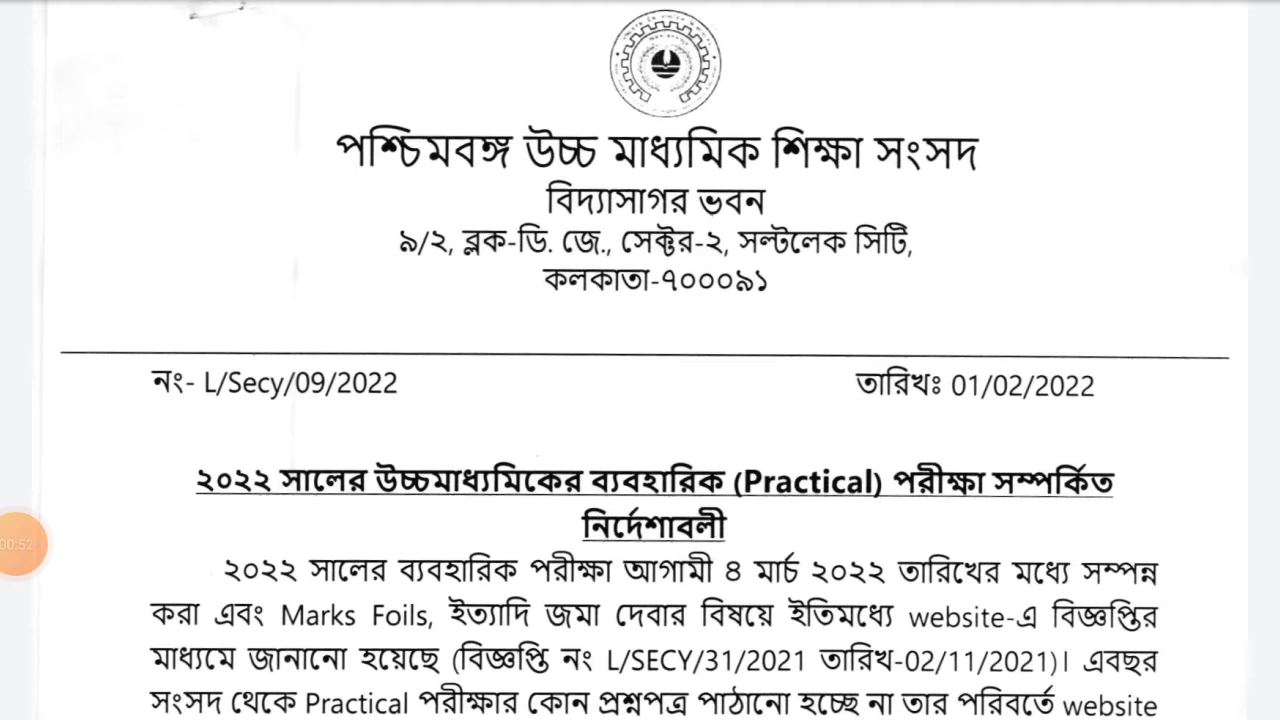 পশ্চিমবঙ্গ উচ্চ মাধ্যমিক শিক্ষা সংসদ
বিদ্যাসাগর ভবন
৯/২, ব্লক-ডি. জে., সেক্টর-২, সল্টলেক সিটি,
কলকাতা-৭০০০৯১
নং- L/Secy/09/2022 তারিখঃ 01/02/2022
২০২২ সালের উচ্চমাধ্যমিকের ব্যবহারিক (Practical) পরীক্ষা সম্পর্কিত
নির্দেশাবলী
00:52
২০২২ সালের ব্যবহারিক পরীক্ষা আগামী ৪ মার্চ ২০২২ তারিখের মধ্যে সম্পন্ন
করা এবং Marks Foils, ইত্যাদি জমা দেবার বিষয়ে ইতিমধ্যে website-এ বিজ্ঞপ্তির
মাধ্যমে জানানো হয়েছে (বিজ্ঞপ্তি নং L/SECY/31/2021 তারিখ-02/11/2021)। এবছর
সংসদ থেকে Practical পরীক্ষার কোন প্রশ্নপত্র পাঠানো হচ্ছে না তার পরিবর্তে website